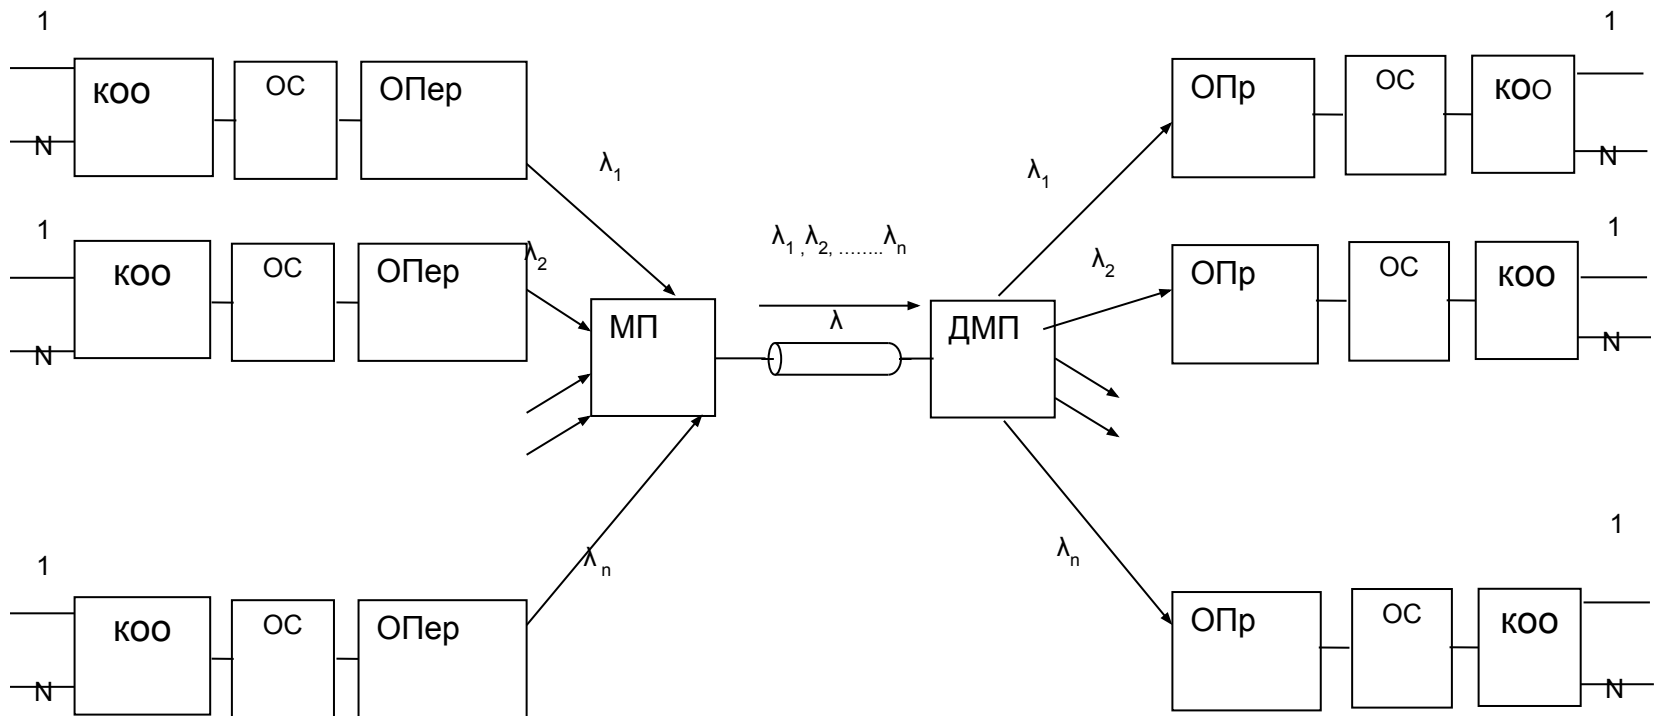 1
1
КОО
ОС
ОПер
ОПр
ОС
КОО
N
N
λ1
λ1
1
1
КОО
ОС
ОПер
λ2
λ1, λ2, ........λn
λ2
ОПр
ОС
КОО
МП
λ
ДМП
N
N
1
1
λn
λn
КОО
ОС
ОПер
ОПр
ОС
КОО
N
N